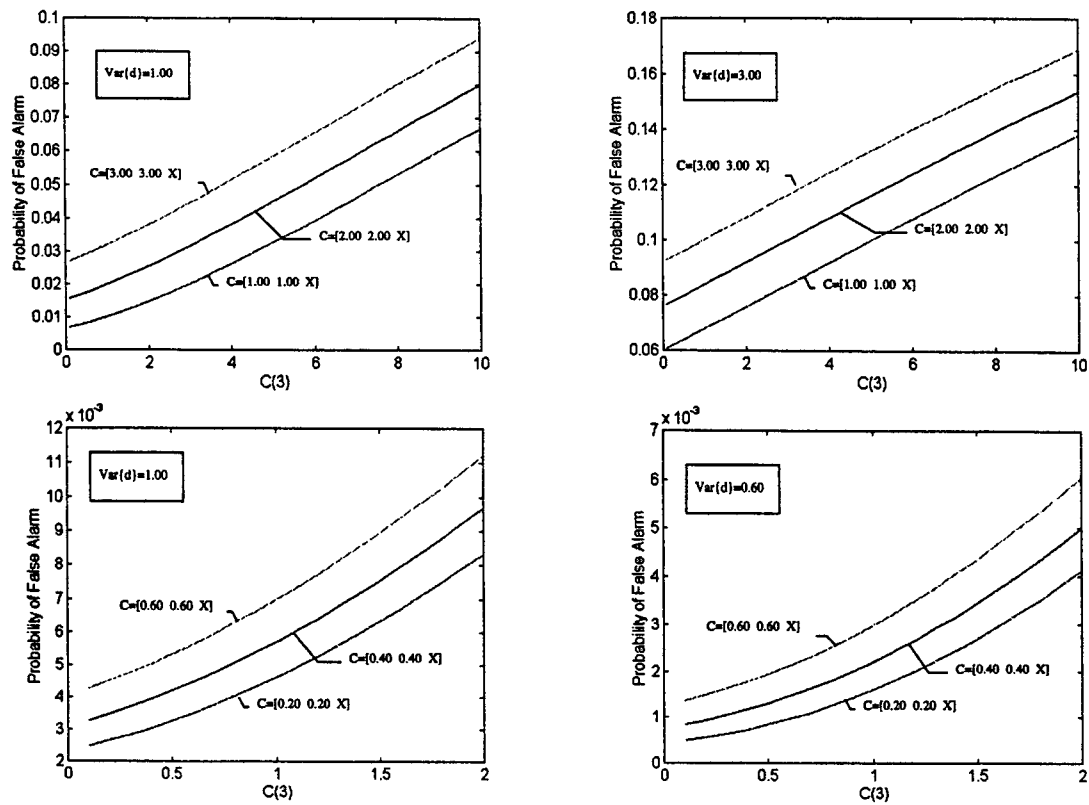 0.1
0.09
0.08
0.07
0.06
0.05
0.04
0.03
0.02
0.01
0
Probability of False Alarm
Var{d}=1.00
C=[3.00 3.00 X]
C=[2.00 2.00 X]
C=[1.00 1.00 X]
0 2 4 6 8 10
C(3)
0.18
0.16
0.14
0.12
0.1
0.08
0.06
Probability of False Alarm
Var{d}=3.00
C=[3.00 3.00 X]
C=[2.00 2.00 X]
C=[1.00 1.00 X]
0 2 4 6 8 10
C(3)
x 10-3
12
11
10
9
8
7
6
5
4
3
2
Probability of False Alarm
Var{d}=1.00
C=[0.60 0.60 X]
C=[0.40 0.40 X]
C=[0.20 0.20 X]
0 0.5 1 1.5 2
C(3)
x 10-3
7
6
5
4
3
2
1
0
Probability of False Alarm
Var{d}=0.60
C=[0.60 0.60 X]
C=[0.40 0.40 X]
C=[0.20 0.20 X]
0 0.5 1 1.5 2
C(3)